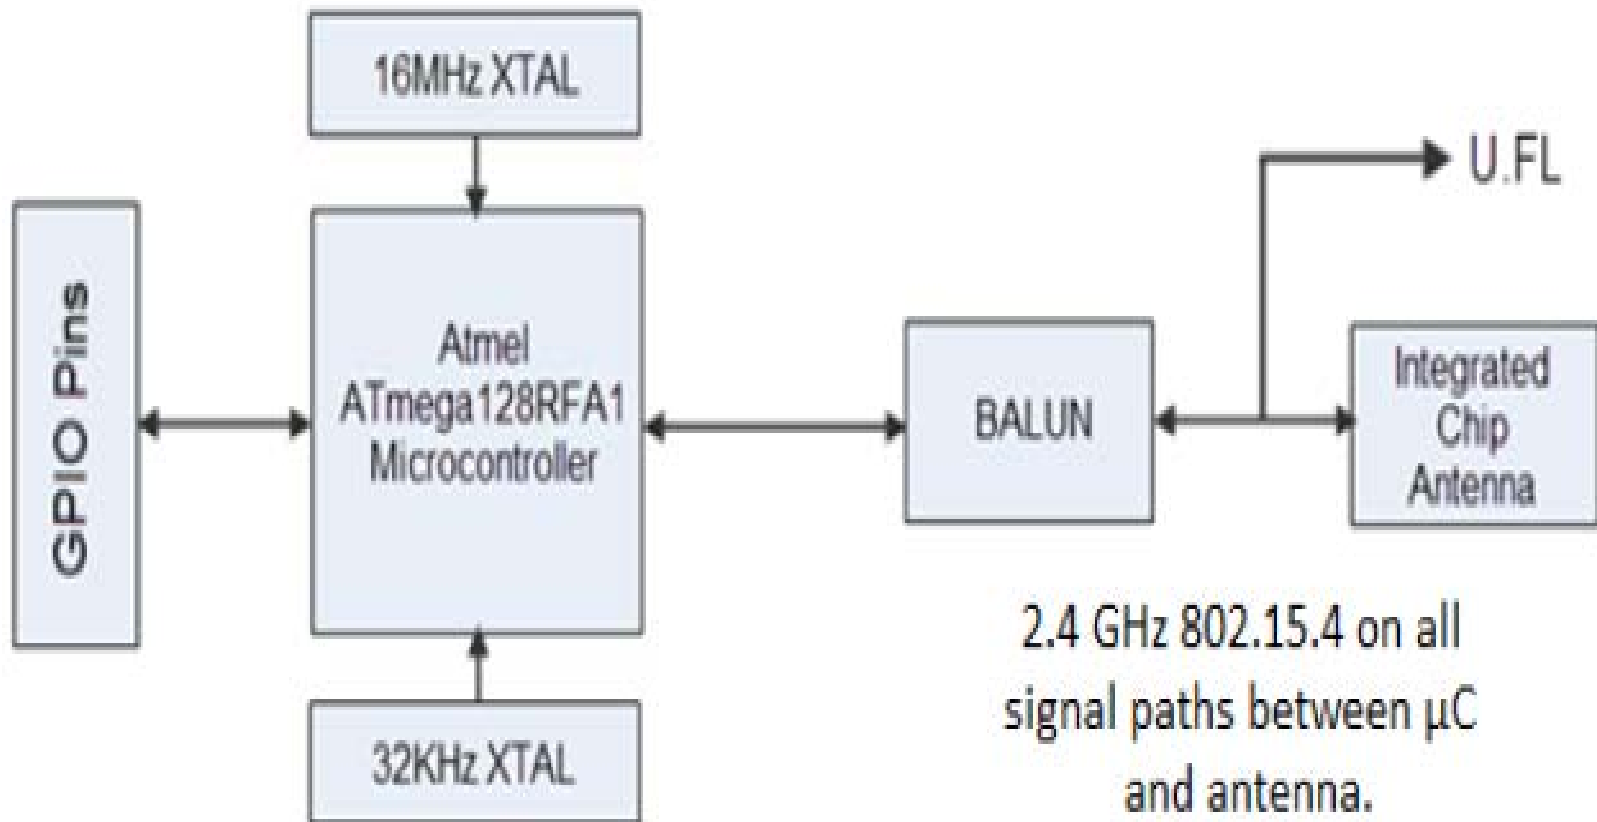 16MHz XTAL
U.FL
GPIO Pins
Atmel
ATmega128RFA1
Microcontroller
BALUN
Integrated
Chip
Antenna
32KHz XTAL
2.4 GHz 802.15.4 on all
signal paths between µC
and antenna.